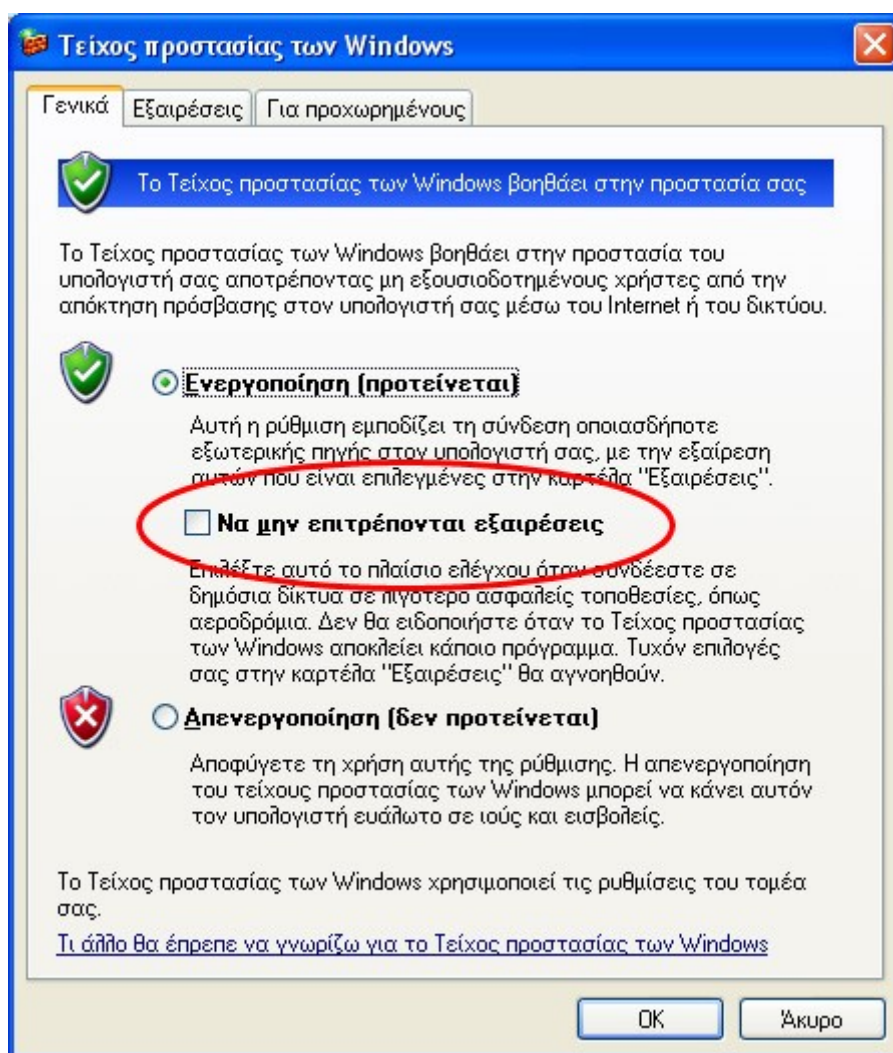 Τείχος προστασίας των Windows
Γενικά Εξαιρέσεις Για προχωρημένους
Το Τείχος προστασίας των Windows βοηθάει στην προστασία σας
Το Τείχος προστασίας των Windows βοηθάει στην προστασία του
υπολογιστή σας αποτρέποντας μη εξουσιοδοτημένους χρήστες από την
απόκτηση πρόσβασης στον υπολογιστή σας μέσω του Internet ή του δικτύου.
Ενεργοποίηση (προτείνεται)
Αυτή η ρύθμιση εμποδίζει τη σύνδεση οποιασδήποτε
εξωτερικής πηγής στον υπολογιστή σας, με την εξαίρεση
αυτών που είναι επιλεγμένες στην καρτέλα "Εξαιρέσεις".
Να μην επιτρέπονται εξαιρέσεις
Επιλέξτε αυτό το πλαίσιο ελέγχου όταν συνδέεστε σε
δημόσια δίκτυα σε λιγότερο ασφαλείς τοποθεσίες, όπως
αεροδρόμια. Δεν θα ειδοποιήστε όταν το Τείχος προστασίας
των Windows αποκλείει κάποιο πρόγραμμα. Τυχόν επιλογές
σας στην καρτέλα "Εξαιρέσεις" θα αγνοηθούν.
Απενεργοποίηση (δεν προτείνεται)
Αποφύγετε τη χρήση αυτής της ρύθμισης. Η απενεργοποίηση
του τείχους προστασίας των Windows μπορεί να κάνει αυτόν
τον υπολογιστή ευάλωτο σε ιούς και εισβολείς.
Το Τείχος προστασίας των Windows χρησιμοποιεί τις ρυθμίσεις του τομέα
σας.
Τι άλλο θα έπρεπε να γνωρίζω για το Τείχος προστασίας των Windows
OK Άκυρο